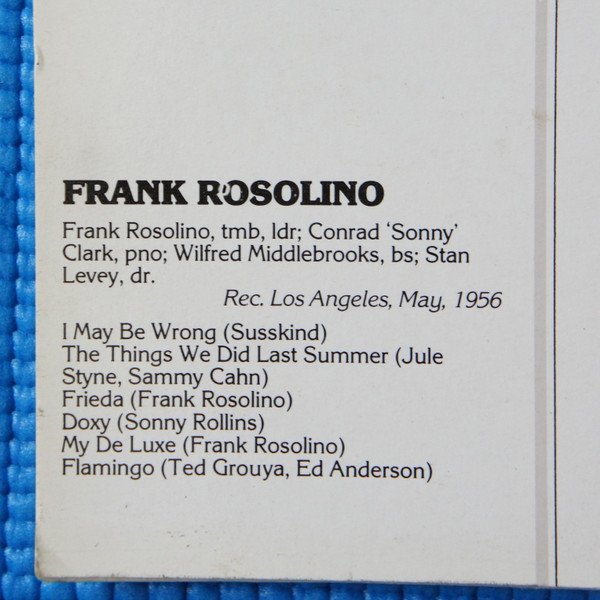 FRANK ROSOLINO
Frank Rosolino, tmb, ldr; Conrad ‘Sonny’
Clark, pno; Wilfred Middlebrooks, bs; Stan
Levey, dr.
Rec. Los Angeles, May, 1956
I May Be Wrong (Susskind)
The Things We Did Last Summer (Jule
Styne, Sammy Cahn)
Frieda (Frank Rosolino)
Doxy (Sonny Rollins)
My De Luxe (Frank Rosolino)
Flamingo (Ted Grouya, Ed Anderson)